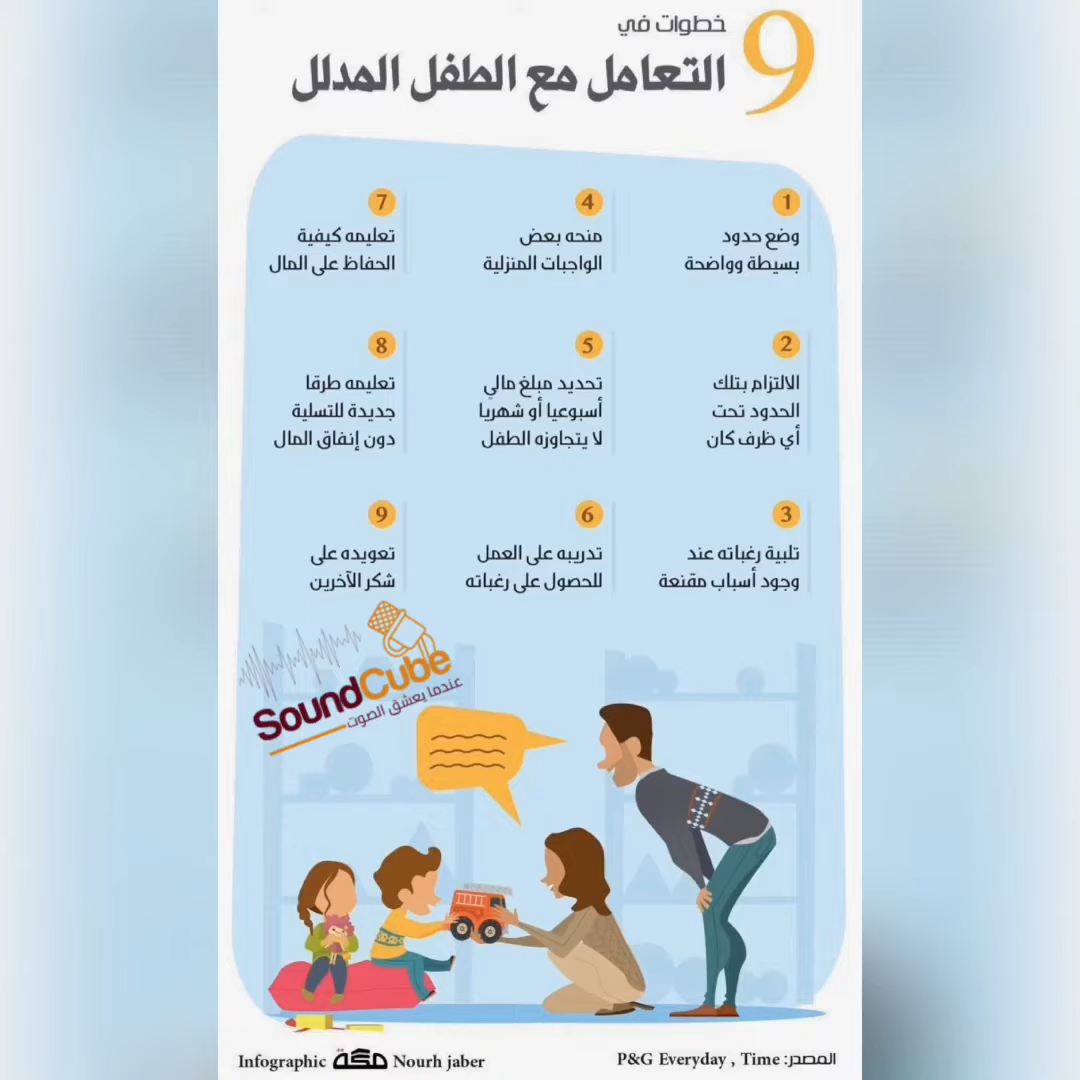 9
خطوات في
التعامل مع الطفل المدلل
1
وضع حدود
بسيطة وواضحة
2
الالتزام بتلك
الحدود تحت
أي ظرف كان
3
تلبية رغباته عند
وجود أسباب مقنعة
4
منحه بعض
الواجبات المنزلية
5
تحديد مبلغ مالي
أسبوعيا أو شهريا
لا يتجاوزه الطفل
6
تدريبه على العمل
للحصول على رغباته
7
تعليمه كيفية
الحفاظ على المال
8
تعليمه طرقا
جديدة للتسلية
دون إنفاق المال
9
تعويده على
شكر الآخرين
SoundCube
عندما يعشق الصوت
المصدر: P&G Everyday , Time
Infographic مكة Nourh jaber